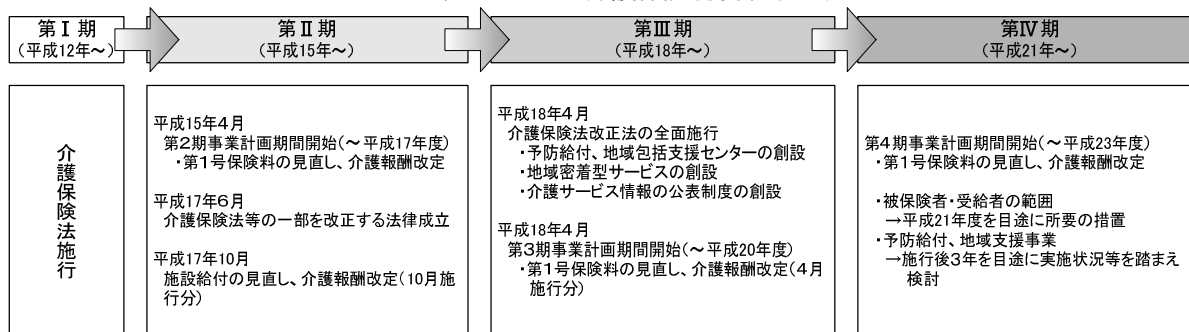 第Ⅰ期
(平成12年～)
第Ⅱ期
(平成15年～)
第Ⅲ期
(平成18年～)
第Ⅳ期
(平成21年～)
介護保険法施行
平成15年4月
第2期事業計画期間開始(～平成17年度)
・第1号保険料の見直し、介護報酬改定
平成17年6月
介護保険法等の一部を改正する法律成立
平成17年10月
施設給付の見直し、介護報酬改定(10月施
行分)
平成18年4月
介護保険法改正法の全面施行
・予防給付、地域包括支援センターの創設
・地域密着型サービスの創設
・介護サービス情報の公表制度の創設
平成18年4月
第3期事業計画期間開始(～平成20年度)
・第1号保険料の見直し、介護報酬改定(4月
施行分)
第4期事業計画期間開始(～平成23年度)
・第1号保険料の見直し、介護報酬改定
・被保険者・受給者の範囲
→平成21年度を目途に所要の措置
・予防給付、地域支援事業
→施行後3年を目途に実施状況等を踏まえ
検討